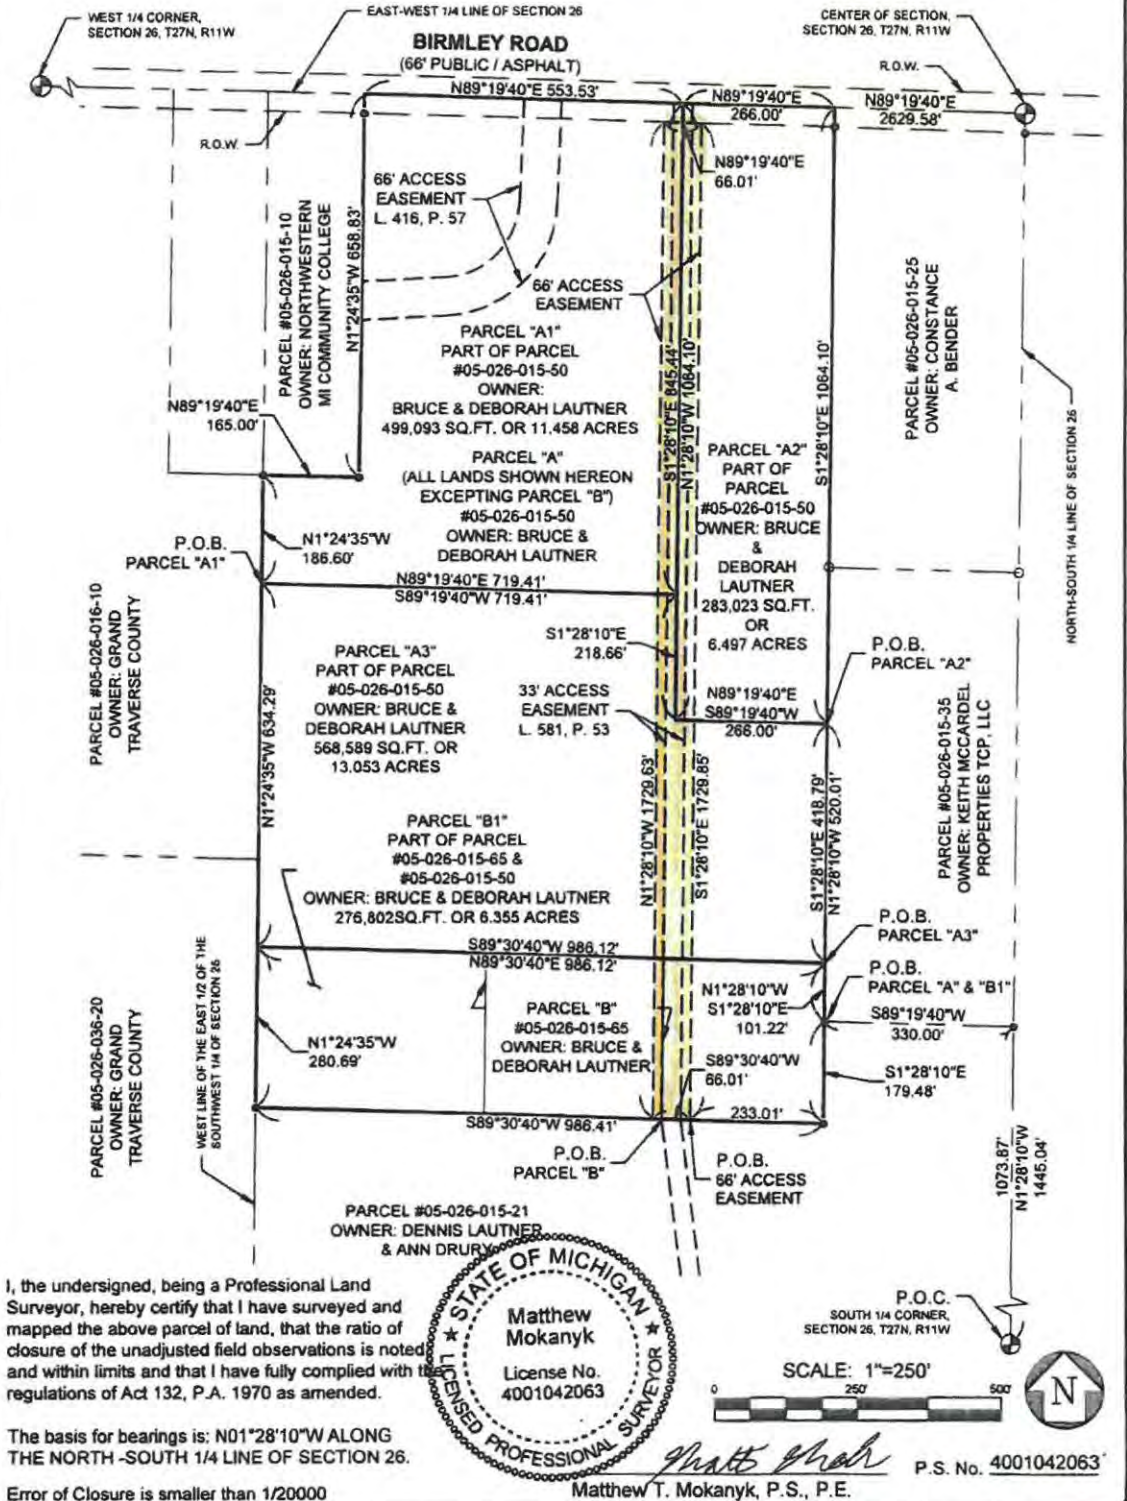 WEST 1/4 CORNER,
SECTION 26, T27N, R11W
EAST-WEST 1/4 LINE OF SECTION 26
CENTER OF SECTION,
SECTION 26, T27N, R11W
BIRMLEY ROAD
(66' PUBLIC / ASPHALT)
R.O.W.
N89°19'40"E 553.53'
N89°19'40"E
266.00'
N89°19'40"E
2629.58'
R.O.W.
N89°19'40"E
66.01'
66' ACCESS
EASEMENT
L. 416, P. 57
PARCEL #05-026-015-10
OWNER: NORTHWESTERN
MI COMMUNITY COLLEGE
N1°24'35"W 658.83'
66' ACCESS
EASEMENT
PARCEL #05-026-015-25
OWNER: CONSTANCE
A. BENDER
PARCEL "A1"
PART OF PARCEL
#05-026-015-50
OWNER:
BRUCE & DEBORAH LAUTNER
499,093 SQ.FT. OR 11.458 ACRES
S1°28'10"E 845.44'
N1°28'10"W 1064.10'
S1°28'10"E 1064.10'
N89°19'40"E
165.00'
PARCEL "A"
(ALL LANDS SHOWN HEREON
EXCEPTING PARCEL "B")
#05-026-015-50
OWNER: BRUCE &
DEBORAH LAUTNER
PARCEL "A2"
PART OF
PARCEL
#05-026-015-50
OWNER: BRUCE
&
DEBORAH
LAUTNER
283,023 SQ.FT.
OR
6.497 ACRES
NORTH-SOUTH 1/4 LINE OF SECTION 26
P.O.B.
PARCEL "A1"
N1°24'35"W
186.60'
N89°19'40"E 719.41'
S89°19'40"W 719.41'
PARCEL #05-026-016-10
OWNER: GRAND
TRAVERSE COUNTY
S1°28'10"E
218.66'
P.O.B.
PARCEL "A2"
PARCEL "A3"
PART OF PARCEL
#05-026-015-50
OWNER: BRUCE &
DEBORAH LAUTNER
568,589 SQ.FT. OR
13.053 ACRES
33' ACCESS
EASEMENT
L. 581, P. 53
N89°19'40"E
S89°19'40"W
266.00'
N1°24'35"W 634.29'
N1°28'10"W 1729.63'
S1°28'10"E 1729.85'
S1°28'10"E 418.79'
N1°28'10"W 520.01'
PARCEL #05-026-015-35
OWNER: KEITH MCCARDEL
PROPERTIES TCP, LLC
PARCEL "B1"
PART OF PARCEL
#05-026-015-65 &
#05-026-015-50
OWNER: BRUCE & DEBORAH LAUTNER
276,802SQ.FT. OR 6.355 ACRES
P.O.B.
PARCEL "A3"
S89°30'40"W 986.12'
N89°30'40"E 986.12'
P.O.B.
PARCEL "A" & "B1"
WEST LINE OF THE EAST 1/2 OF THE
SOUTHWEST 1/4 OF SECTION 26
N1°28'10"W
S1°28'10"E
101.22'
S89°19'40"W
330.00'
PARCEL #05-026-036-20
OWNER: GRAND
TRAVERSE COUNTY
N1°24'35"W
280.69'
PARCEL "B"
#05-026-015-65
OWNER: BRUCE &
DEBORAH LAUTNER
S89°30'40"W
66.01'
S1°28'10"E
179.48'
S89°30'40"W 986.41'
233.01'
P.O.B.
PARCEL "B"
P.O.B.
66' ACCESS
EASEMENT
1073.87'
N1°28'10"W
1445.04'
PARCEL #05-026-015-21
OWNER: DENNIS LAUTNER
& ANN DRURY
I, the undersigned, being a Professional Land
Surveyor, hereby certify that I have surveyed and
mapped the above parcel of land, that the ratio of
closure of the unadjusted field observations is noted
and within limits and that I have fully complied with the
regulations of Act 132, P.A. 1970 as amended.
STATE OF MICHIGAN
Matthew
Mokanyk
License No.
4001042063
LICENSED PROFESSIONAL SURVEYOR
P.O.C.
SOUTH 1/4 CORNER,
SECTION 26, T27N, R11W
SCALE: 1"=250'
0 250' 500'
N
The basis for bearings is: N01°28'10"W ALONG
THE NORTH -SOUTH 1/4 LINE OF SECTION 26.
P.S. No. 4001042063
Matthew T. Mokanyk, P.S., P.E.
Error of Closure is smaller than 1/20000